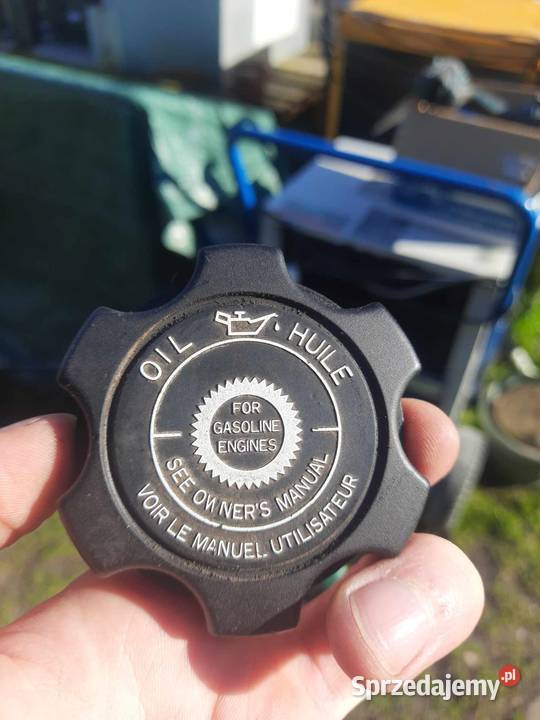 OIL HUILE
FOR
GASOLINE
ENGINES
SEE OWNER'S MANUAL
VOIR LE MANUEL UTILISATEUR
Sprzedajemy.pl